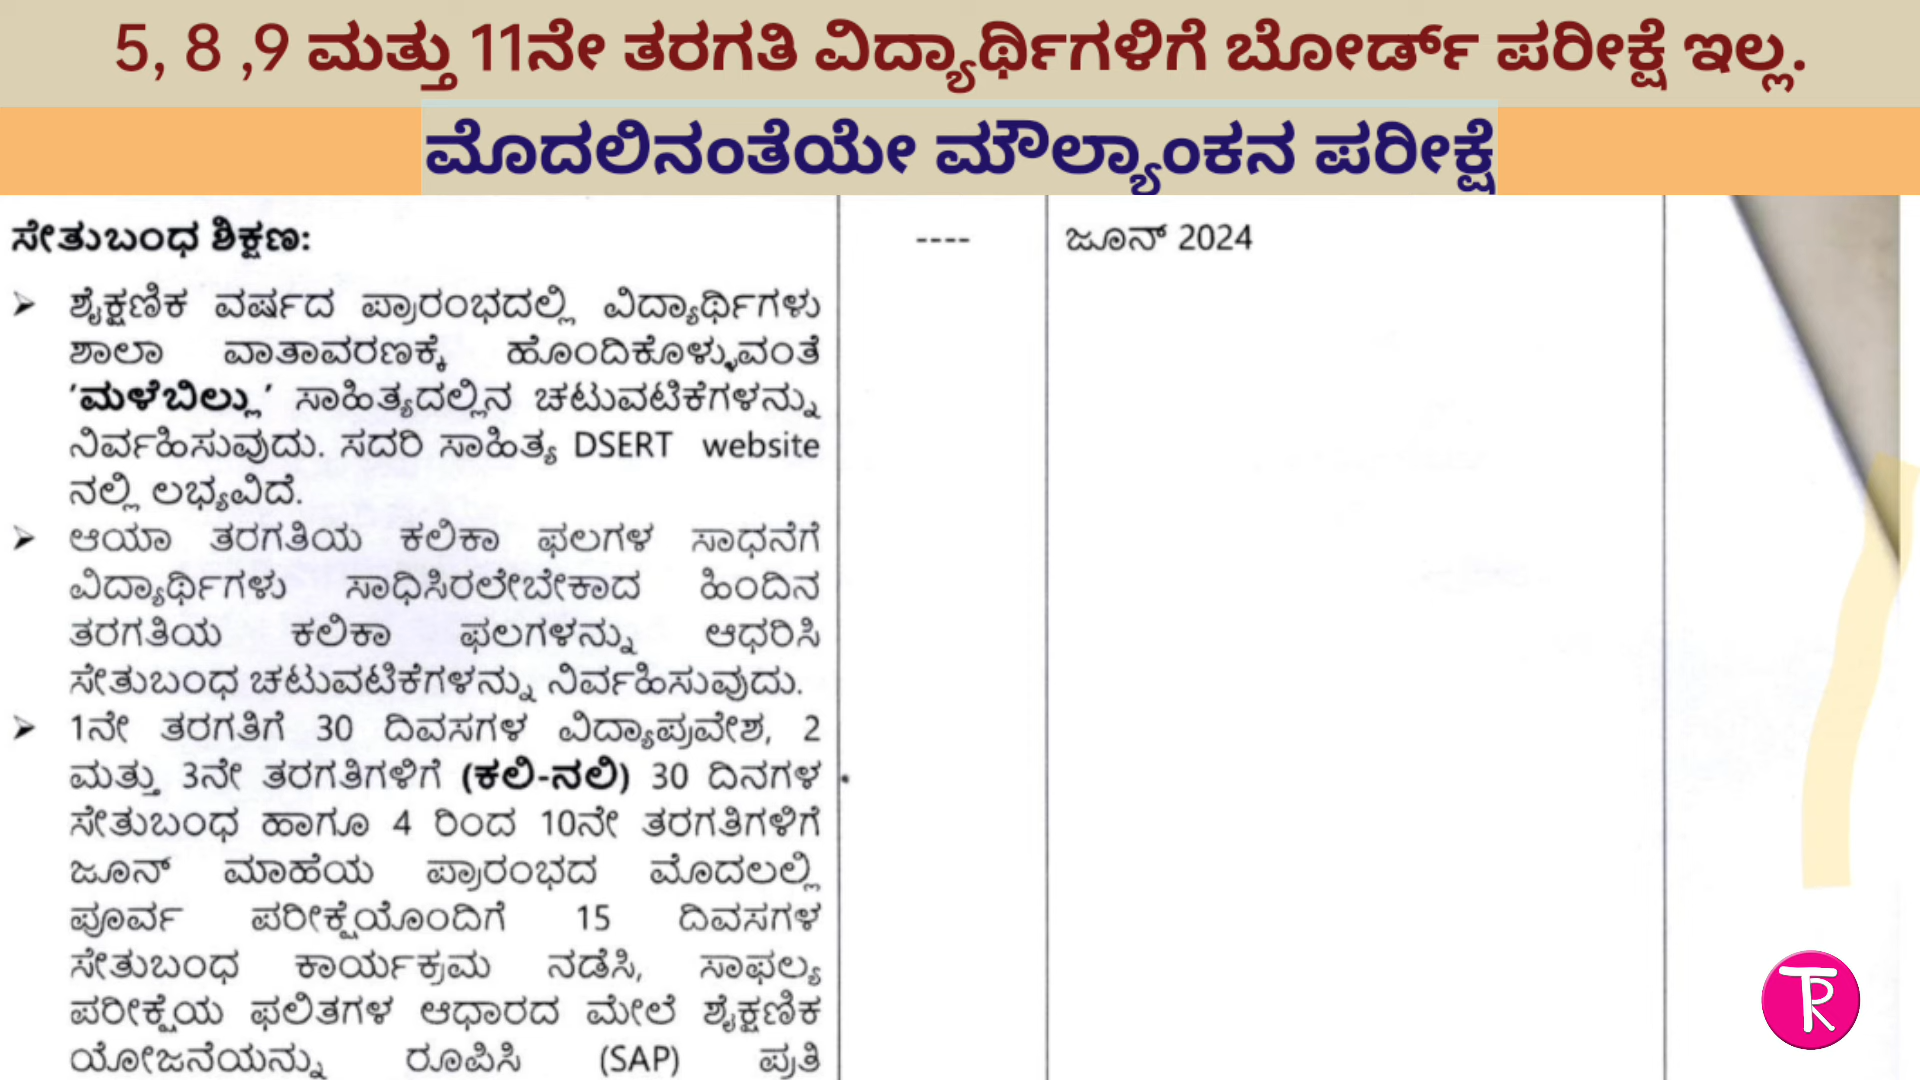 5, 8 ,9 ಮತ್ತು 11ನೇ ತರಗತಿ ವಿದ್ಯಾರ್ಥಿಗಳಿಗೆ ಬೋರ್ಡ್ ಪರೀಕ್ಷೆ ಇಲ್ಲ.
ಮೊದಲಿನಂತೆಯೇ ಮೌಲ್ಯಾಂಕನ ಪರೀಕ್ಷೆ
ಸೇತುಬಂಧ ಶಿಕ್ಷಣ: ---- ಜೂನ್ 2024
➢ ಶೈಕ್ಷಣಿಕ ವರ್ಷದ ಪ್ರಾರಂಭದಲ್ಲಿ ವಿದ್ಯಾರ್ಥಿಗಳು
ಶಾಲಾ ವಾತಾವರಣಕ್ಕೆ ಹೊಂದಿಕೊಳ್ಳುವಂತೆ
'ಮಳೆಬಿಲ್ಲು' ಸಾಹಿತ್ಯದಲ್ಲಿನ ಚಟುವಟಿಕೆಗಳನ್ನು
ನಿರ್ವಹಿಸುವುದು. ಸದರಿ ಸಾಹಿತ್ಯ DSERT website
ನಲ್ಲಿ ಲಭ್ಯವಿದೆ.
➢ ಆಯಾ ತರಗತಿಯ ಕಲಿಕಾ ಫಲಗಳ ಸಾಧನೆಗೆ
ವಿದ್ಯಾರ್ಥಿಗಳು ಸಾಧಿಸಿರಲೇಬೇಕಾದ ಹಿಂದಿನ
ತರಗತಿಯ ಕಲಿಕಾ ಫಲಗಳನ್ನು ಆಧರಿಸಿ
ಸೇತುಬಂಧ ಚಟುವಟಿಕೆಗಳನ್ನು ನಿರ್ವಹಿಸುವುದು.
➢ 1ನೇ ತರಗತಿಗೆ 30 ದಿವಸಗಳ ವಿದ್ಯಾಪ್ರವೇಶ, 2
ಮತ್ತು 3ನೇ ತರಗತಿಗಳಿಗೆ (ಕಲಿ-ನಲಿ) 30 ದಿನಗಳ
ಸೇತುಬಂಧ ಹಾಗೂ 4 ರಿಂದ 10ನೇ ತರಗತಿಗಳಿಗೆ
ಜೂನ್ ಮಾಹೆಯ ಪ್ರಾರಂಭದ ಮೊದಲಲ್ಲಿ
ಪೂರ್ವ ಪರೀಕ್ಷೆಯೊಂದಿಗೆ 15 ದಿವಸಗಳ
ಸೇತುಬಂಧ ಕಾರ್ಯಕ್ರಮ ನಡೆಸಿ, ಸಾಫಲ್ಯ
ಪರೀಕ್ಷೆಯ ಫಲಿತಗಳ ಆಧಾರದ ಮೇಲೆ ಶೈಕ್ಷಣಿಕ
ಯೋಜನೆಯನ್ನು ರೂಪಿಸಿ (SAP) ಪ್ರತಿ
TR